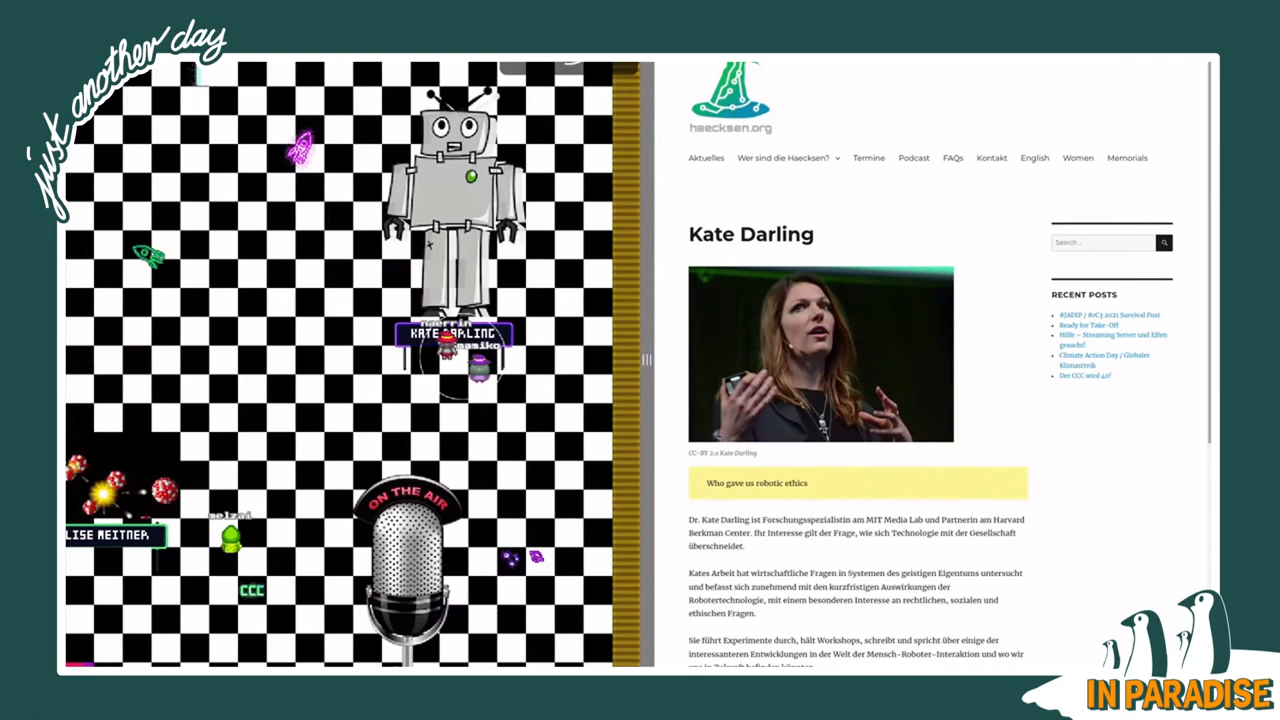 just another day
haecksen.org
Aktuelles Wer sind die Haecksen? Termine Podcast FAQs Kontakt English Women Memorials
Kate Darling
Search …
RECENT POSTS
#JADIP / #rC3 2021 Survival Post
Ready for Take-Off
Hilfe – Streaming Server und Elfen
gesucht!
Climate Action Day / Globaler
Klimastreik
Der CCC wird 40!
CC-BY 2.0 Kate Darling
Who gave us robotic ethics
Dr. Kate Darling ist Forschungsspezialistin am MIT Media Lab und Partnerin am Harvard
Berkman Center. Ihr Interesse gilt der Frage, wie sich Technologie mit der Gesellschaft
überschneidet.
Kates Arbeit hat wirtschaftliche Fragen in Systemen des geistigen Eigentums untersucht
und befasst sich zunehmend mit den kurzfristigen Auswirkungen der
Robotertechnologie, mit einem besonderen Interesse an rechtlichen, sozialen und
ethischen Fragen.
Sie führt Experimente durch, hält Workshops, schreibt und spricht über einige der
interessanteren Entwicklungen in der Welt der Mensch-Roboter-Interaktion und wo wir
KATE DARLING
ON THE AIR
melzai
LISE MEITNER
CCC
IN PARADISE